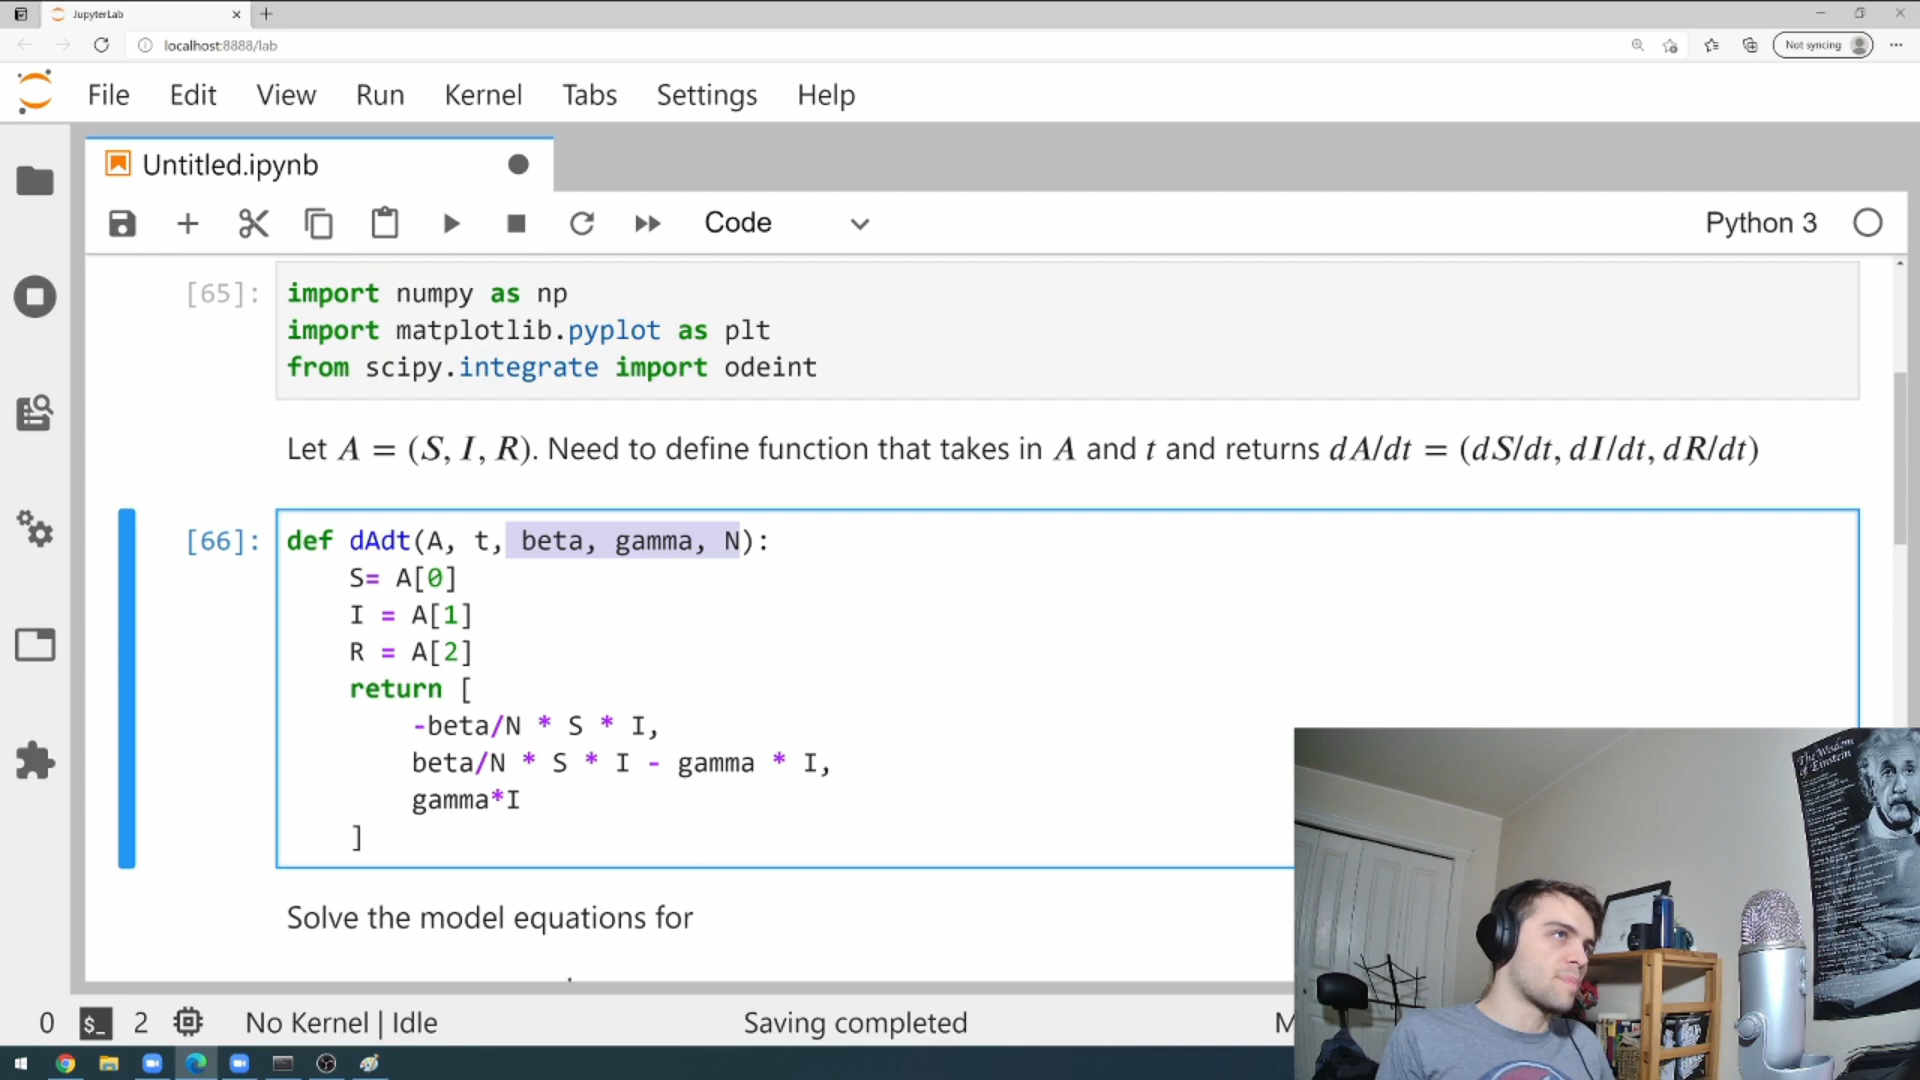 JupyterLab
localhost:8888/lab
Not syncing
File Edit View Run Kernel Tabs Settings Help
Untitled.ipynb
Code
Python 3
[65]:
import numpy as np
import matplotlib.pyplot as plt
from scipy.integrate import odeint
Let A = (S, I, R). Need to define function that takes in A and t and returns dA/dt = (dS/dt, dI/dt, dR/dt)
[66]:
def dAdt(A, t, beta, gamma, N):
S= A[0]
I = A[1]
R = A[2]
return [
-beta/N * S * I,
beta/N * S * I - gamma * I,
gamma*I
]
Solve the model equations for
The Wisdom
of Einstein
0 $_ 2 No Kernel | Idle Saving completed M